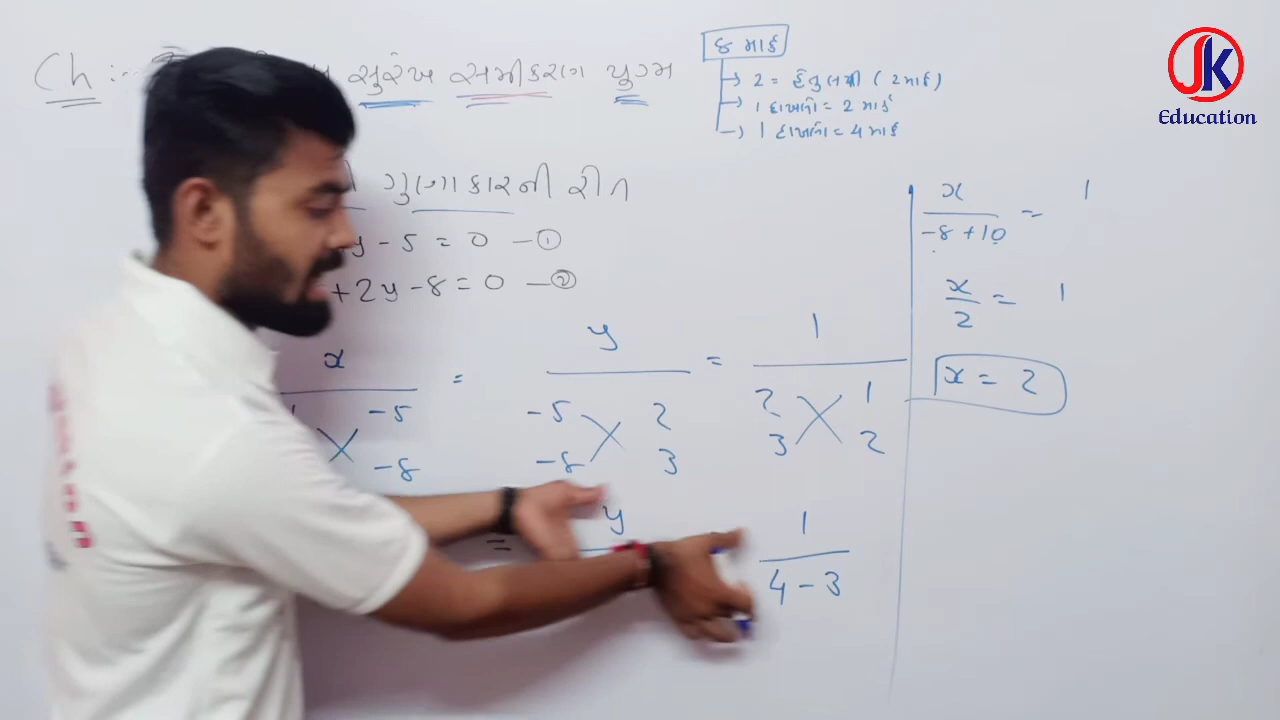 Ch :- સુરેખ સમીકરણ યુગ્મ
8 માર્ક
→ 2 = હેતુલક્ષી ( 2 માર્ક )
→ 1 દાખલો = 2 માર્ક
→ 1 દાખલો = 4 માર્ક
JK
Education
ગુણાકારની રીત
y - 5 = 0 — ①
+ 2y - 8 = 0 — ②
x = y = 1
-5 -5 2 2 1
-8 -8 3 3 2
= y 1
4 - 3
x = 1
-8 + 10
x = 1
2
x = 2